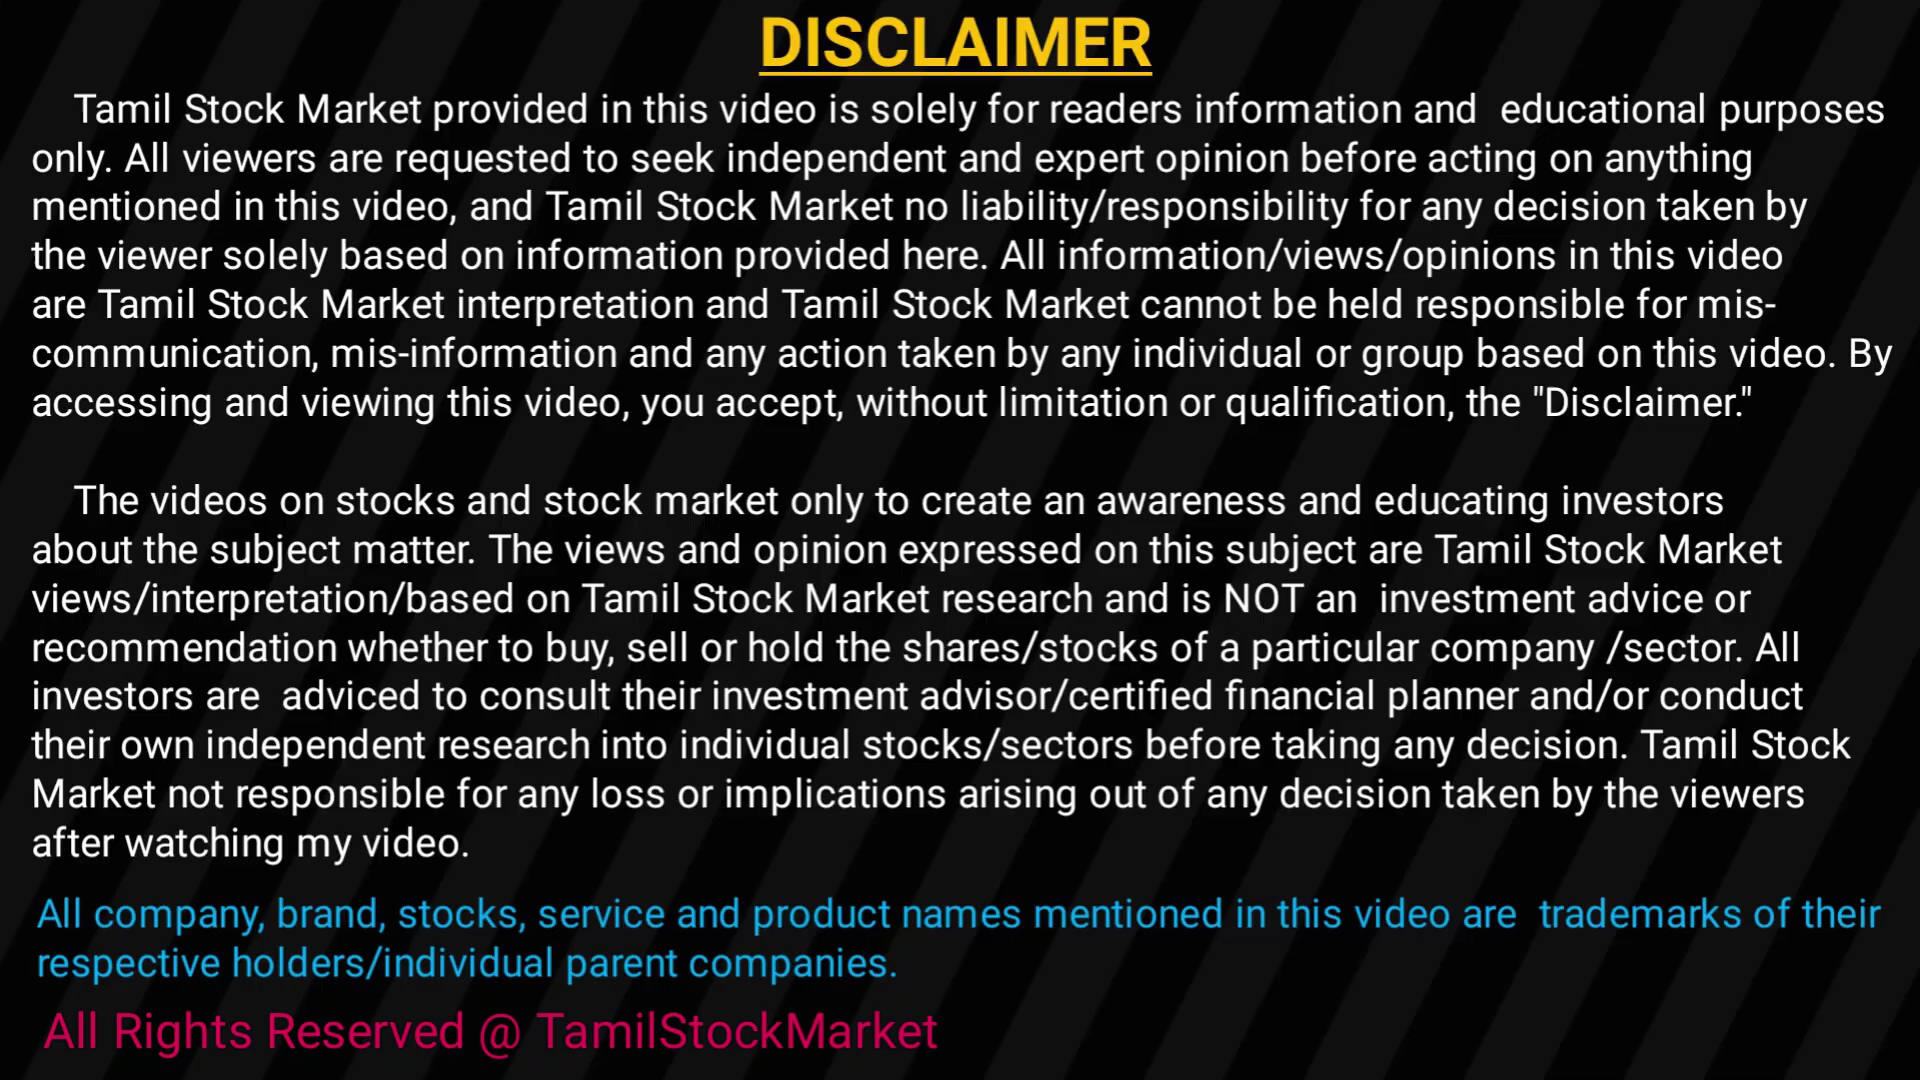 DISCLAIMER
Tamil Stock Market provided in this video is solely for readers information and  educational purposes
only. All viewers are requested to seek independent and expert opinion before acting on anything
mentioned in this video, and Tamil Stock Market no liability/responsibility for any decision taken by
the viewer solely based on information provided here. All information/views/opinions in this video
are Tamil Stock Market interpretation and Tamil Stock Market cannot be held responsible for mis-
communication, mis-information and any action taken by any individual or group based on this video. By
accessing and viewing this video, you accept, without limitation or qualification, the "Disclaimer."
The videos on stocks and stock market only to create an awareness and educating investors
about the subject matter. The views and opinion expressed on this subject are Tamil Stock Market
views/interpretation/based on Tamil Stock Market research and is NOT an  investment advice or
recommendation whether to buy, sell or hold the shares/stocks of a particular company /sector. All
investors are  adviced to consult their investment advisor/certified financial planner and/or conduct
their own independent research into individual stocks/sectors before taking any decision. Tamil Stock
Market not responsible for any loss or implications arising out of any decision taken by the viewers
after watching my video.
All company, brand, stocks, service and product names mentioned in this video are  trademarks of their
respective holders/individual parent companies.
All Rights Reserved @ TamilStockMarket